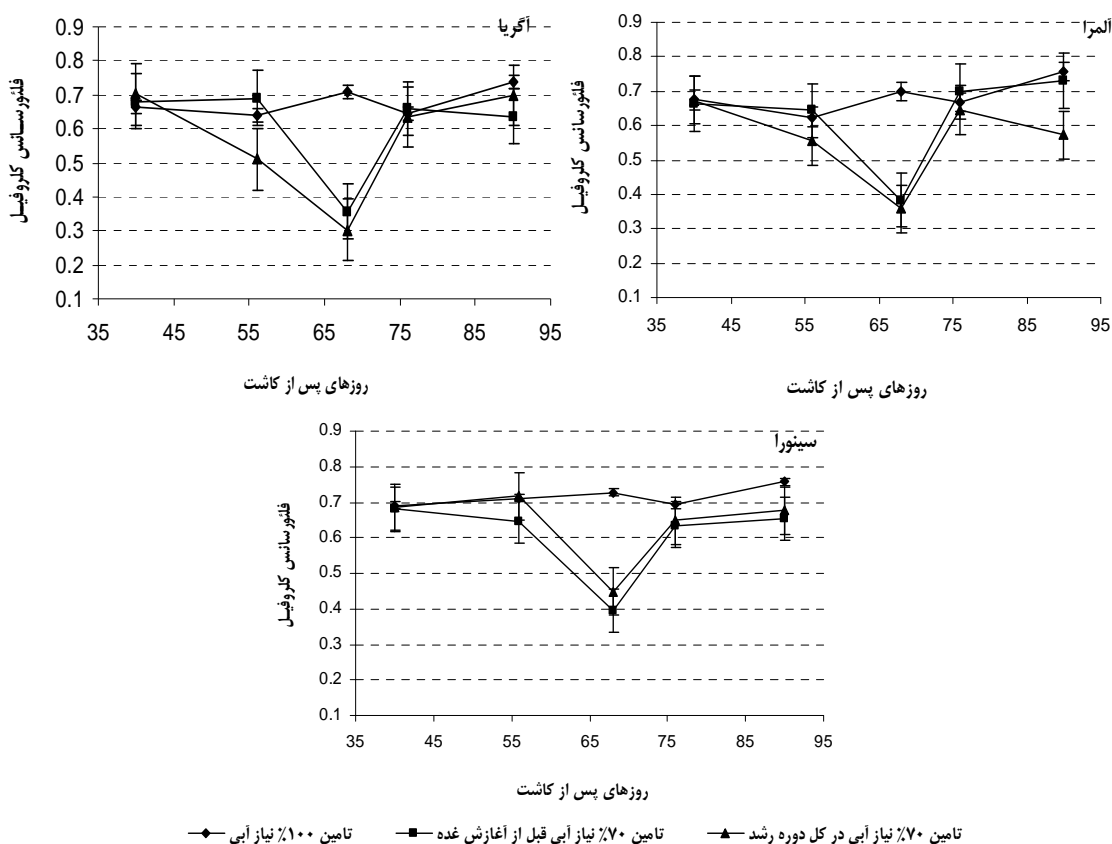 آگریا
0.9
0.8
0.7
0.6
0.5
0.4
0.3
0.2
0.1
35 45 55 65 75 85 95
فلئورسانس کلروفیل
روزهای پس از کاشت
آلمرا
0.9
0.8
0.7
0.6
0.5
0.4
0.3
0.2
0.1
35 45 55 65 75 85 95
فلئورسانس کلروفیل
روزهای پس از کاشت
سینورا
0.9
0.8
0.7
0.6
0.5
0.4
0.3
0.2
0.1
35 45 55 65 75 85 95
فلئورسانس کلروفیل
روزهای پس از کاشت
تامین ۱۰۰٪ نیاز آبی
تامین ۷۰٪ نیاز آبی قبل از آغازش غده
تامین ۷۰٪ نیاز آبی در کل دوره رشد